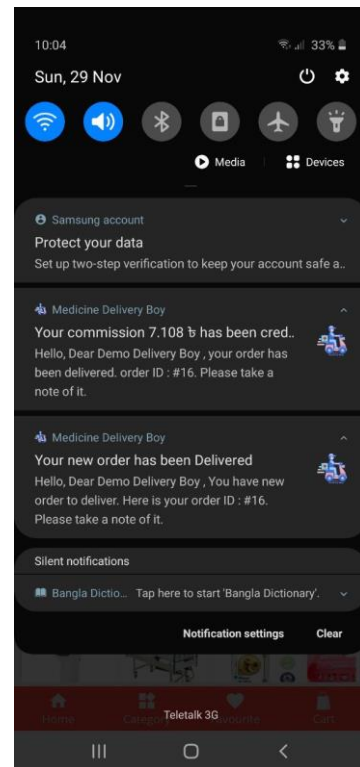 10:04
33%
Sun, 29 Nov
Media
Devices
Samsung account
Protect your data
Set up two-step verification to keep your account safe a..
Medicine Delivery Boy
Your commission 7.108 ৳ has been cred..
Hello, Dear Demo Delivery Boy , your order has
been delivered. order ID : #16. Please take a
note of it.
Medicine Delivery Boy
Your new order has been Delivered
Hello, Dear Demo Delivery Boy , You have new
order to deliver. Here is your order ID : #16.
Please take a note of it.
Silent notifications
Bangla Dictio... Tap here to start 'Bangla Dictionary'.
Notification settings
Clear
Home
Category
Favourite
Cart
Teletalk 3G